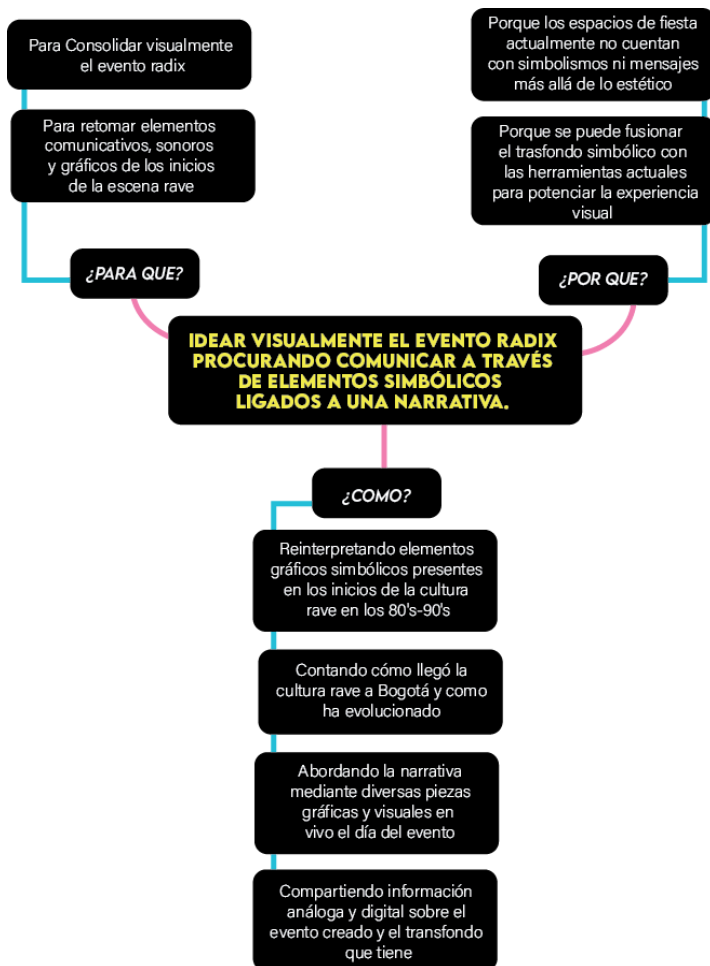 Para Consolidar visualmente
el evento radix
Para retomar elementos
comunicativos, sonoros
y gráficos de los inicios
de la escena rave
¿PARA QUE?
Porque los espacios de fiesta
actualmente no cuentan
con simbolismos ni mensajes
más allá de lo estético
Porque se puede fusionar
el trasfondo simbólico con
las herramientas actuales
para potenciar la experiencia
visual
¿POR QUE?
IDEAR VISUALMENTE EL EVENTO RADIX
PROCURANDO COMUNICAR A TRAVÉS
DE ELEMENTOS SIMBÓLICOS
LIGADOS A UNA NARRATIVA.
¿COMO?
Reinterpretando elementos
gráficos simbólicos presentes
en los inicios de la cultura
rave en los 80's-90's
Contando cómo llegó la
cultura rave a Bogotá y como
ha evolucionado
Abordando la narrativa
mediante diversas piezas
gráficas y visuales en
vivo el día del evento
Compartiendo información
análoga y digital sobre el
evento creado y el transfondo
que tiene